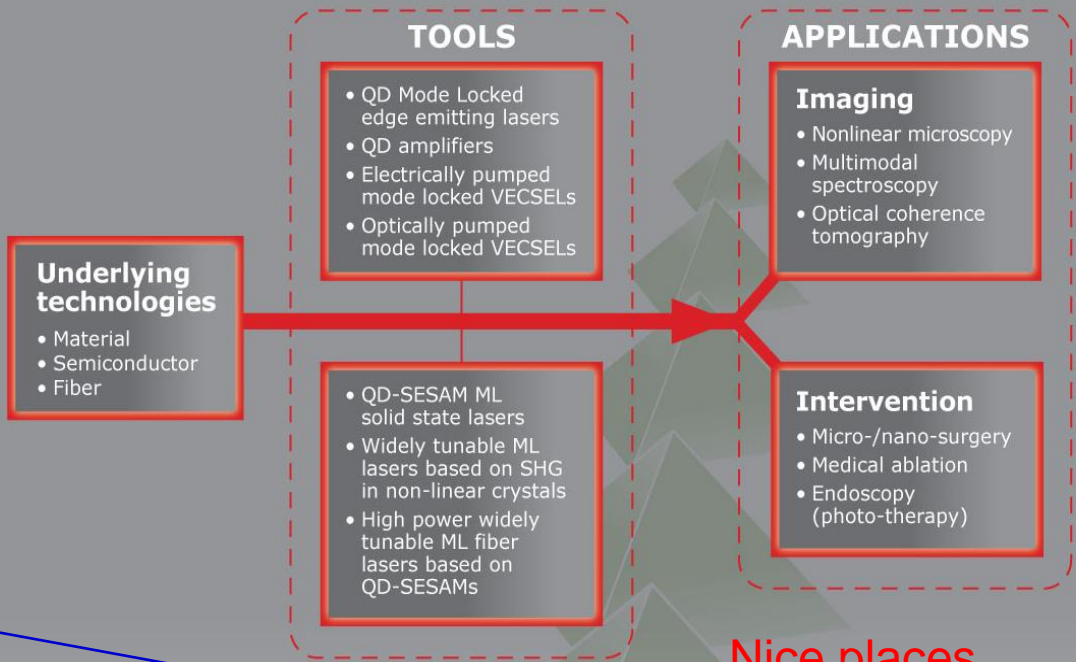 TOOLS
• QD Mode Locked
edge emitting lasers
• QD amplifiers
• Electrically pumped
mode locked VECSELs
• Optically pumped
mode locked VECSELs
APPLICATIONS
Imaging
• Nonlinear microscopy
• Multimodal
spectroscopy
• Optical coherence
tomography
Underlying
technologies
• Material
• Semiconductor
• Fiber
• QD-SESAM ML
solid state lasers
• Widely tunable ML
lasers based on SHG
in non-linear crystals
• High power widely
tunable ML fiber
lasers based on
QD-SESAMs
Intervention
• Micro-/nano-surgery
• Medical ablation
• Endoscopy
(photo-therapy)
Nice places